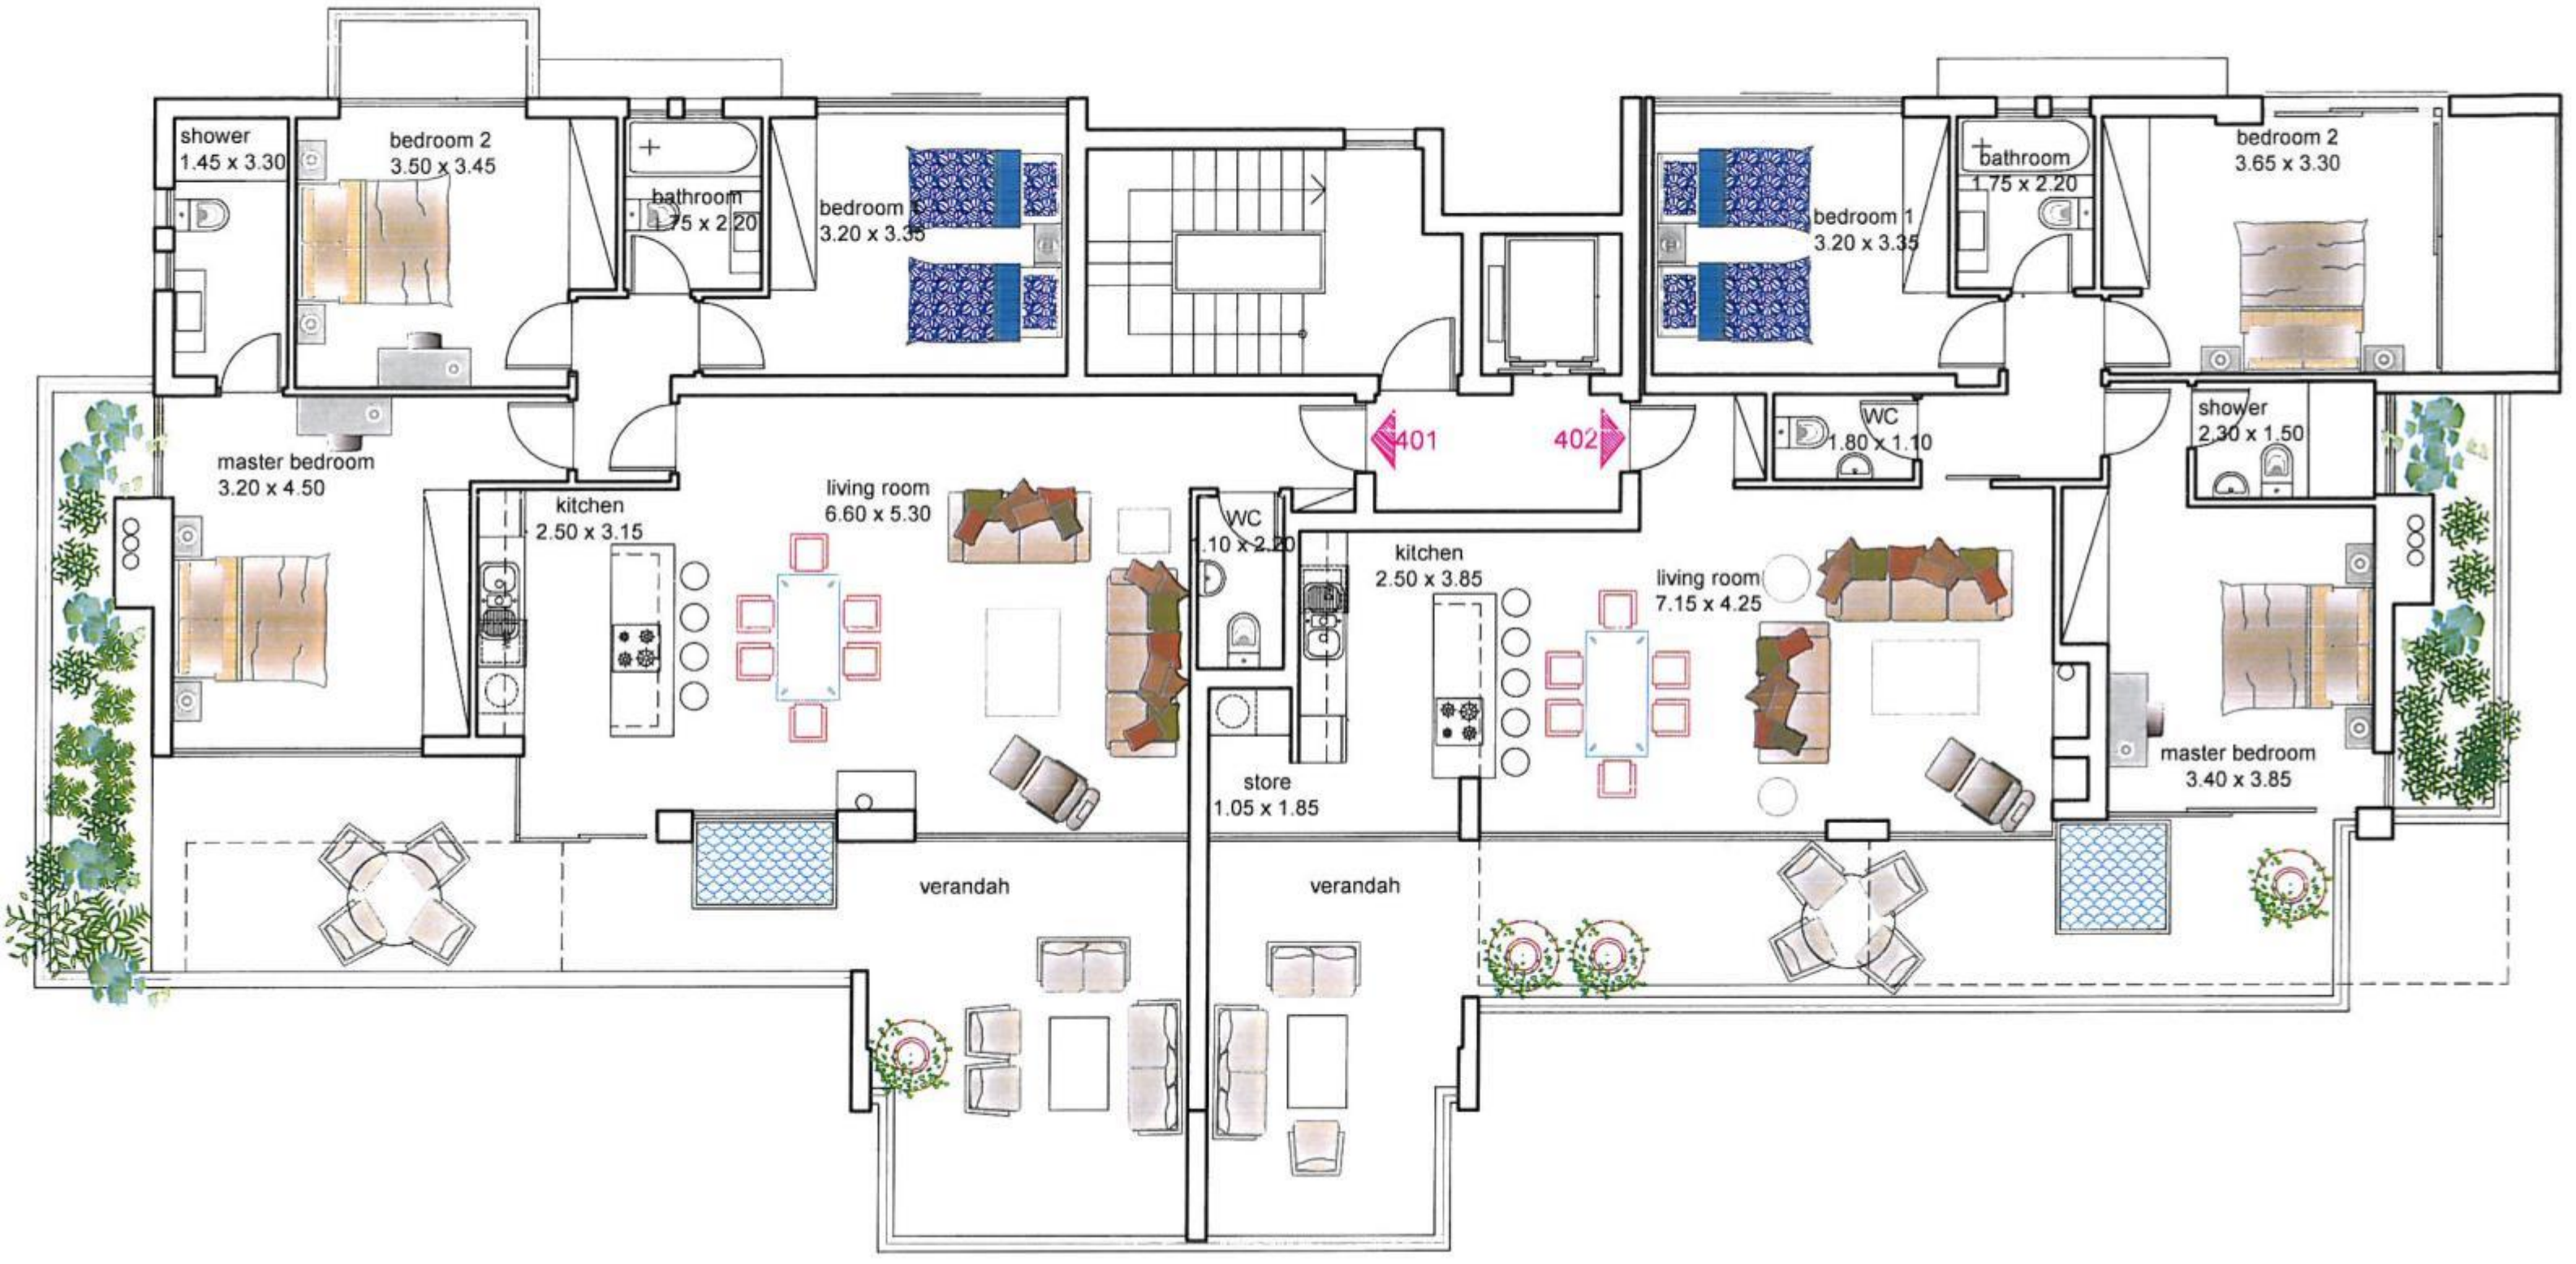 shower
1.45 x 3.30
bedroom 2
3.50 x 3.45
bathroom
.75 x 2.20
bedroom 1
3.20 x 3.35
bedroom 1
3.20 x 3.35
bathroom
1.75 x 2.20
bedroom 2
3.65 x 3.30
master bedroom
3.20 x 4.50
kitchen
2.50 x 3.15
living room
6.60 x 5.30
401
402
WC
1.80 x 1.10
shower
2.30 x 1.50
WC
.10 x 2.20
kitchen
2.50 x 3.85
living room
7.15 x 4.25
store
1.05 x 1.85
master bedroom
3.40 x 3.85
verandah
verandah